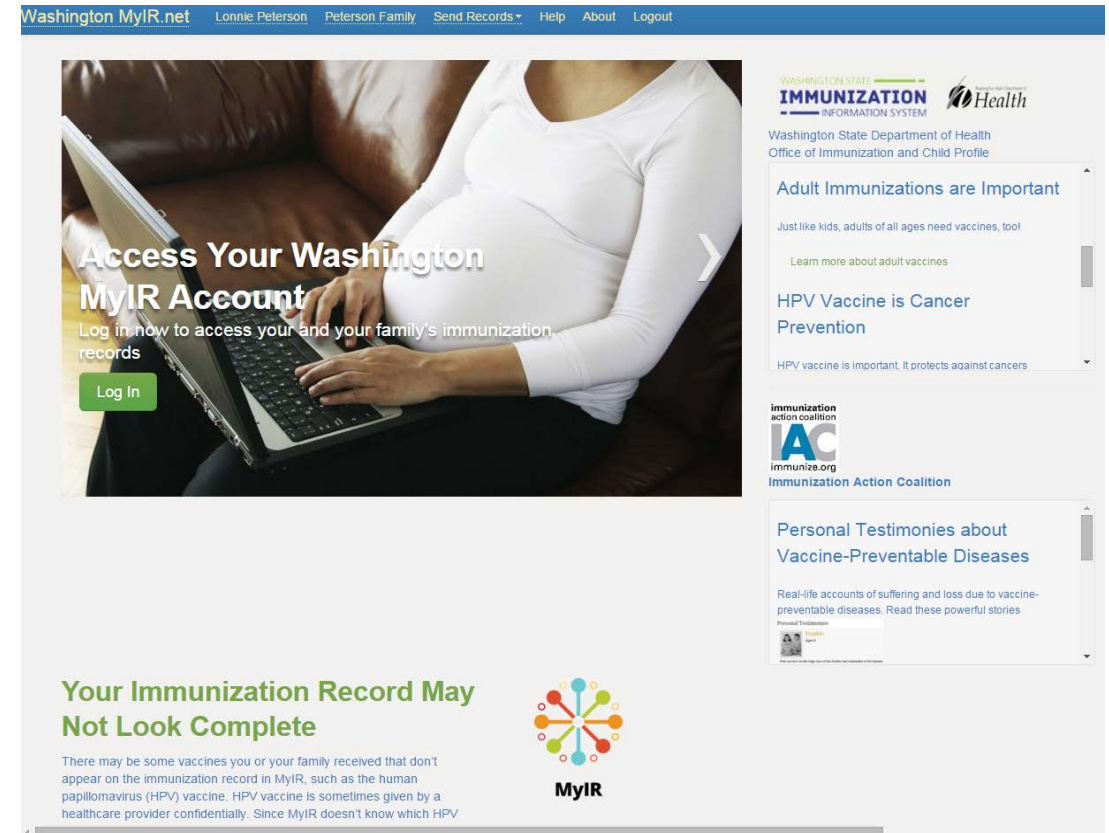 Washington MyIR.net Lonnie Peterson Peterson Family Send Records Help About Logout
Access Your Washington
MyIR Account
Log in now to access your and your family's immunization
records
Log In
WASHINGTON STATE
IMMUNIZATION
INFORMATION SYSTEM
Health
Washington State Department of Health
Office of Immunization and Child Profile
Adult Immunizations are Important
Just like kids, adults of all ages need vaccines, too!
Learn more about adult vaccines
HPV Vaccine is Cancer
Prevention
HPV vaccine is important. It protects against cancers
immunization
action coalition
IAC
immunize.org
Immunization Action Coalition
Personal Testimonies about
Vaccine-Preventable Diseases
Real-life accounts of suffering and loss due to vaccine-
preventable diseases. Read these powerful stories
Personal Testimonies
Your Immunization Record May
Not Look Complete
There may be some vaccines you or your family received that don't
appear on the immunization record in MyIR, such as the human
papillomavirus (HPV) vaccine. HPV vaccine is sometimes given by a
healthcare provider confidentially. Since MyIR doesn't know which HPV
MyIR